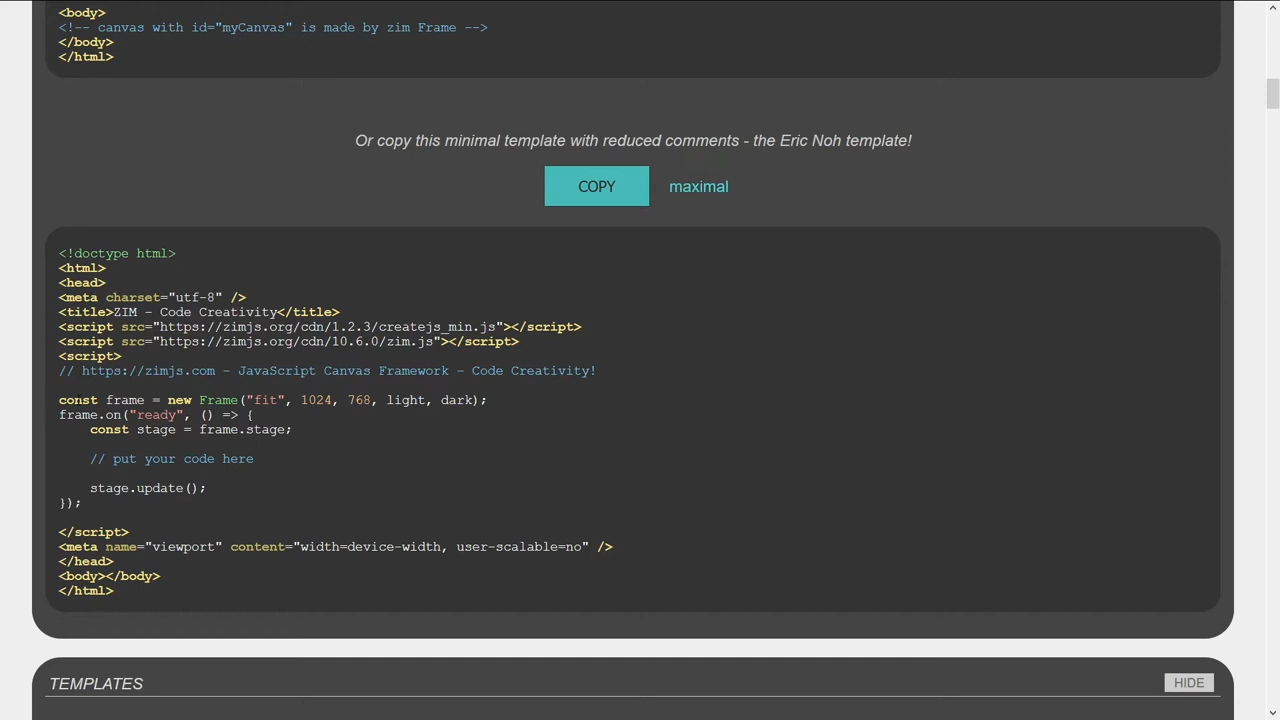 <body>
<!-- canvas with id="myCanvas" is made by zim Frame -->
</body>
</html>
Or copy this minimal template with reduced comments - the Eric Noh template!
COPY maximal
<!doctype html>
<html>
<head>
<meta charset="utf-8" />
<title>ZIM - Code Creativity</title>
<script src="https://zimjs.org/cdn/1.2.3/createjs_min.js"></script>
<script src="https://zimjs.org/cdn/10.6.0/zim.js"></script>
<script>
// https://zimjs.com - JavaScript Canvas Framework - Code Creativity!
const frame = new Frame("fit", 1024, 768, light, dark);
frame.on("ready", () => {
const stage = frame.stage;
// put your code here
stage.update();
});
</script>
<meta name="viewport" content="width=device-width, user-scalable=no" />
</head>
<body></body>
</html>
TEMPLATES HIDE